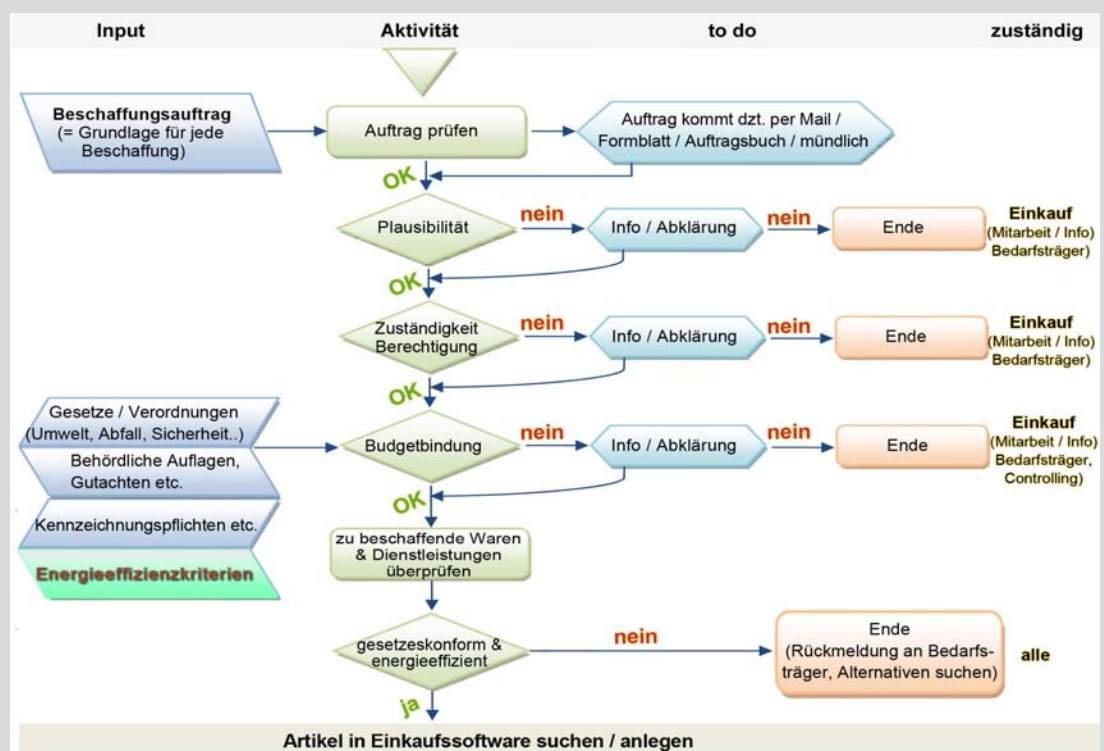 Input Aktivität to do zuständig
Beschaffungsauftrag
(= Grundlage für jede
Beschaffung)
Auftrag prüfen
Auftrag kommt dzt. per Mail /
Formblatt / Auftragsbuch / mündlich
OK
Plausibilität
nein
Info / Abklärung
nein
Ende
Einkauf
(Mitarbeit / Info)
Bedarfsträger)
OK
Zuständigkeit
Berechtigung
nein
Info / Abklärung
nein
Ende
Einkauf
(Mitarbeit / Info)
Bedarfsträger)
OK
Gesetze / Verordnungen
(Umwelt, Abfall, Sicherheit..)
Behördliche Auflagen,
Gutachten etc.
Kennzeichnungspflichten etc.
Energieeffizienzkriterien
Budgetbindung
nein
Info / Abklärung
nein
Ende
Einkauf
(Mitarbeit / Info)
Bedarfsträger,
Controlling)
OK
zu beschaffende Waren
& Dienstleistungen
überprüfen
gesetzeskonform &
energieeffizient
nein
Ende
(Rückmeldung an Bedarfs-
träger, Alternativen suchen)
alle
ja
Artikel in Einkaufssoftware suchen / anlegen